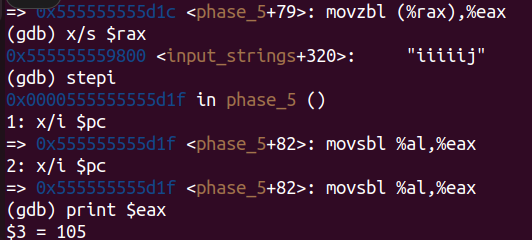 => 0x555555555d1c <phase_5+79>: movzbl (%rax),%eax
(gdb) x/s $rax
0x555555559800 <input_strings+320>:     "iiiiij"
(gdb) stepi
0x0000555555555d1f in phase_5 ()
1: x/i $pc
=> 0x555555555d1f <phase_5+82>: movsbl %al,%eax
2: x/i $pc
=> 0x555555555d1f <phase_5+82>: movsbl %al,%eax
(gdb) print $eax
$3 = 105